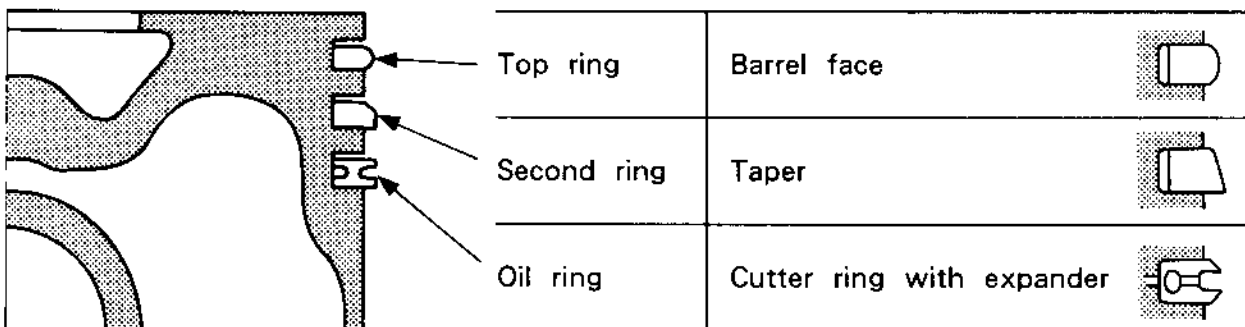 Top ring Barrel face
Second ring Taper
Oil ring Cutter ring with expander